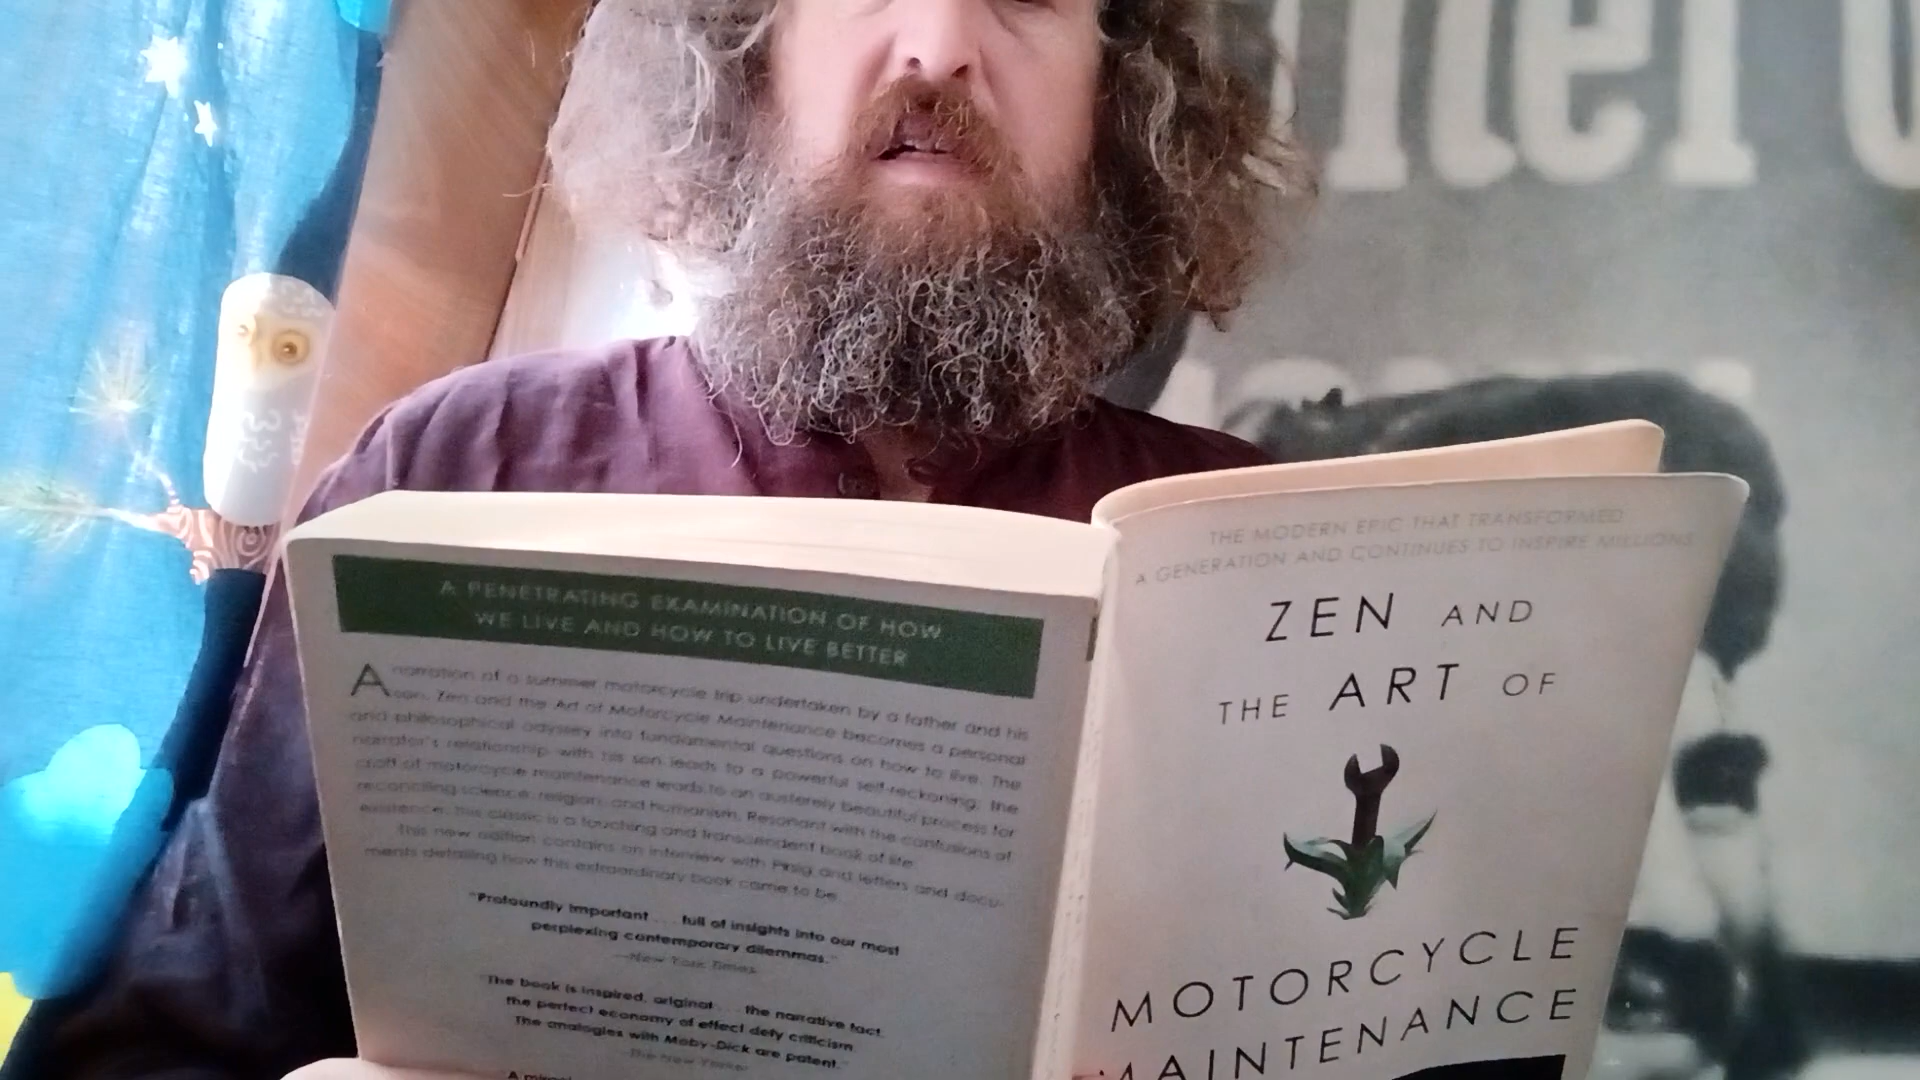 A PENETRATING EXAMINATION OF HOW
WE LIVE AND HOW TO LIVE BETTER
A narration of a summer motorcycle trip undertaken by a father and his
son, Zen and the Art of Motorcycle Maintenance becomes a personal
and philosophical odyssey into fundamental questions on how to live. The
narrator's relationship with his son leads to a powerful self-reckoning; the
craft of motorcycle maintenance leads to an austerely beautiful process for
reconciling science, religion, and humanism. Resonant with the confusions of
existence, this classic is a touching and transcendent book of life.
This new edition contains an interview with Pirsig and letters and docu-
ments detailing how this extraordinary book came to be.
"Profoundly important . . . full of insights into our most
perplexing contemporary dilemmas."
—New York Times
"The book is inspired, original . . . the narrative tact,
the perfect economy of effect defy criticism.
The analogies with Moby-Dick are patent."
—The New Yorker
THE MODERN EPIC THAT TRANSFORMED
A GENERATION AND CONTINUES TO INSPIRE MILLIONS
ZEN AND
THE ART OF
MOTORCYCLE
MAINTENANCE